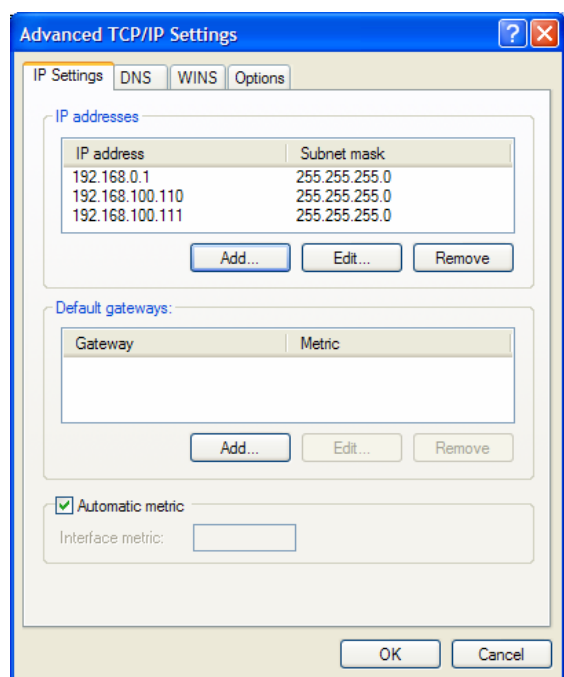 Advanced TCP/IP Settings
IP Settings DNS WINS Options
IP addresses
IP address Subnet mask
192.168.0.1 255.255.255.0
192.168.100.110 255.255.255.0
192.168.100.111 255.255.255.0
Add... Edit... Remove
Default gateways:
Gateway Metric
Add... Edit... Remove
Automatic metric
Interface metric:
OK Cancel